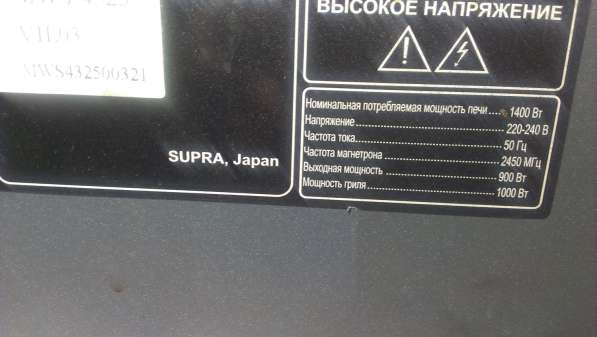 MWS432500321
SUPRA, Japan
ВЫСОКОЕ НАПРЯЖЕНИЕ
Номинальная потребляемая мощность печи.... 1400 Вт
Напряжение........................................ 220-240 В
Частота тока........................................ 50 Гц
Частота магнетрона.............................. 2450 МГц
Выходная мощность.............................. 900 Вт
Мощность гриля................................... 1000 Вт